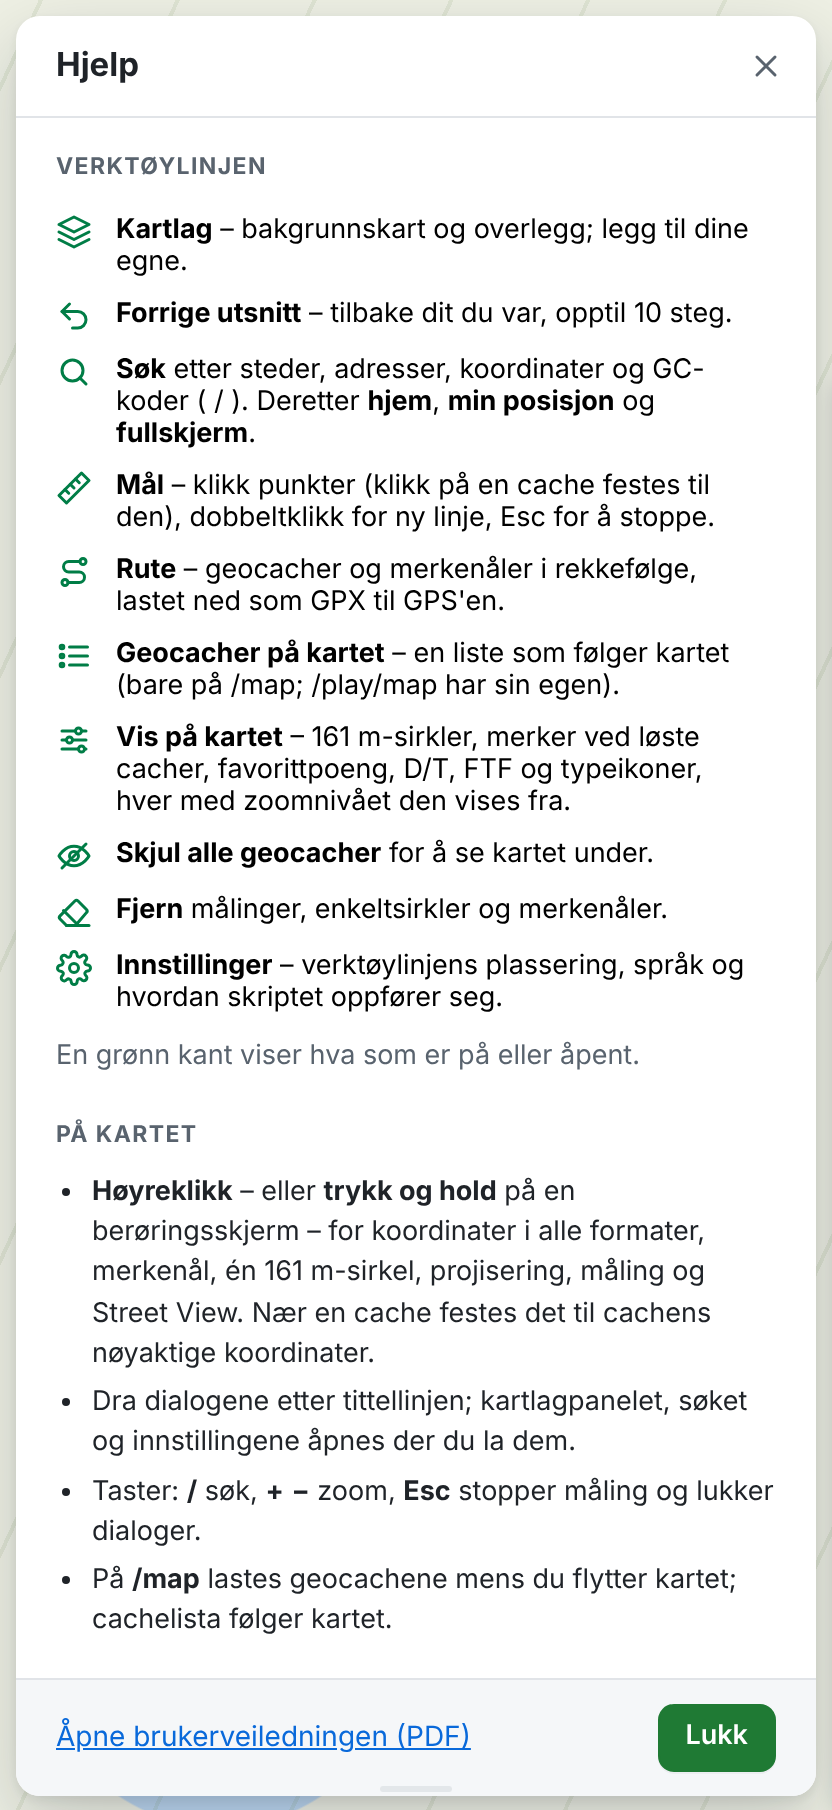 Hjelp
VERKTØYLINJEN
Kartlag – bakgrunnskart og overlegg; legg til dine
egne.
Forrige utsnitt – tilbake dit du var, opptil 10 steg.
Søk etter steder, adresser, koordinater og GC-
koder ( / ). Deretter hjem, min posisjon og
fullskjerm.
Mål – klikk punkter (klikk på en cache festes til
den), dobbeltklikk for ny linje, Esc for å stoppe.
Rute – geocacher og merkenåler i rekkefølge,
lastet ned som GPX til GPS'en.
Geocacher på kartet – en liste som følger kartet
(bare på /map; /play/map har sin egen).
Vis på kartet – 161 m-sirkler, merker ved løste
cacher, favorittpoeng, D/T, FTF og typeikoner,
hver med zoomnivået den vises fra.
Skjul alle geocacher for å se kartet under.
Fjern målinger, enkeltsirkler og merkenåler.
Innstillinger – verktøylinjens plassering, språk og
hvordan skriptet oppfører seg.
En grønn kant viser hva som er på eller åpent.
PÅ KARTET
• Høyreklikk – eller trykk og hold på en
berøringsskjerm – for koordinater i alle formater,
merkenål, én 161 m-sirkel, projisering, måling og
Street View. Nær en cache festes det til cachens
nøyaktige koordinater.
• Dra dialogene etter tittellinjen; kartlagpanelet, søket
og innstillingene åpnes der du la dem.
• Taster: / søk, + − zoom, Esc stopper måling og lukker
dialoger.
• På /map lastes geocachene mens du flytter kartet;
cachelista følger kartet.
Åpne brukerveiledningen (PDF)
Lukk